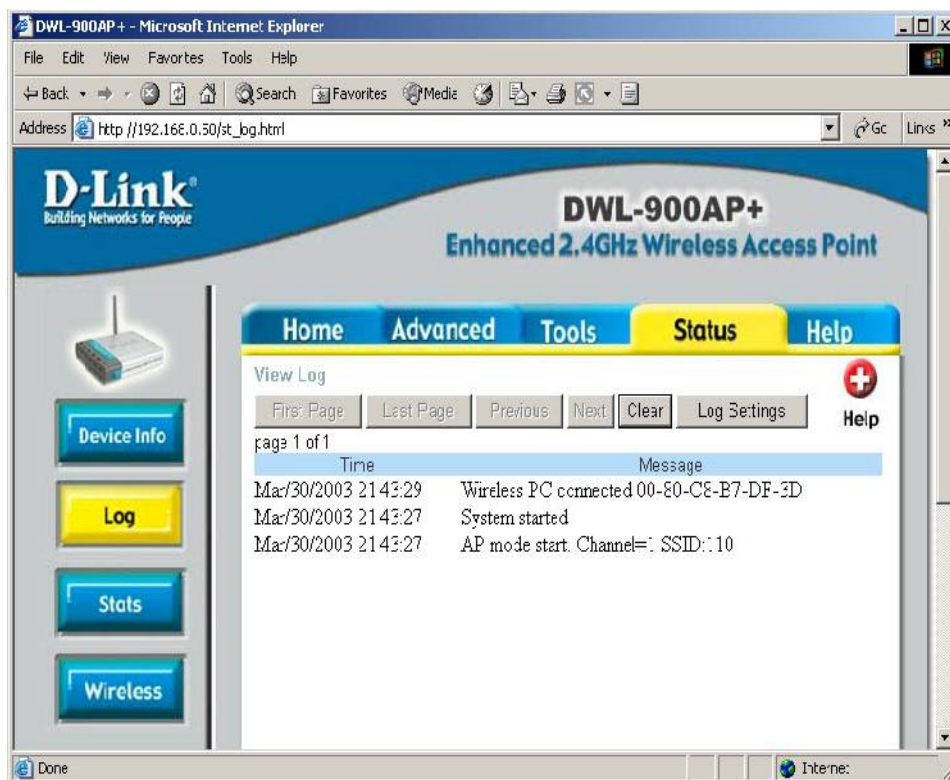 DWL-900AP+ - Microsoft Internet Explorer
File Edit View Favorites Tools Help
Back Search Favorites Media
Address http://192.168.0.50/st_log.html Go Links »
D-Link®
Building Networks for People
DWL-900AP+
Enhanced 2.4GHz Wireless Access Point
Home Advanced Tools Status Help
View Log
First Page Last Page Previous Next Clear Log Settings
Help
page 1 of 1
Time Message
Mar/30/2003 21:43:29 Wireless PC connected 00-80-C8-B7-DF-3D
Mar/30/2003 21:43:27 System started
Mar/30/2003 21:43:27 AP mode start. Channel=1 SSID:110
Device Info
Log
Stats
Wireless
Done Internet